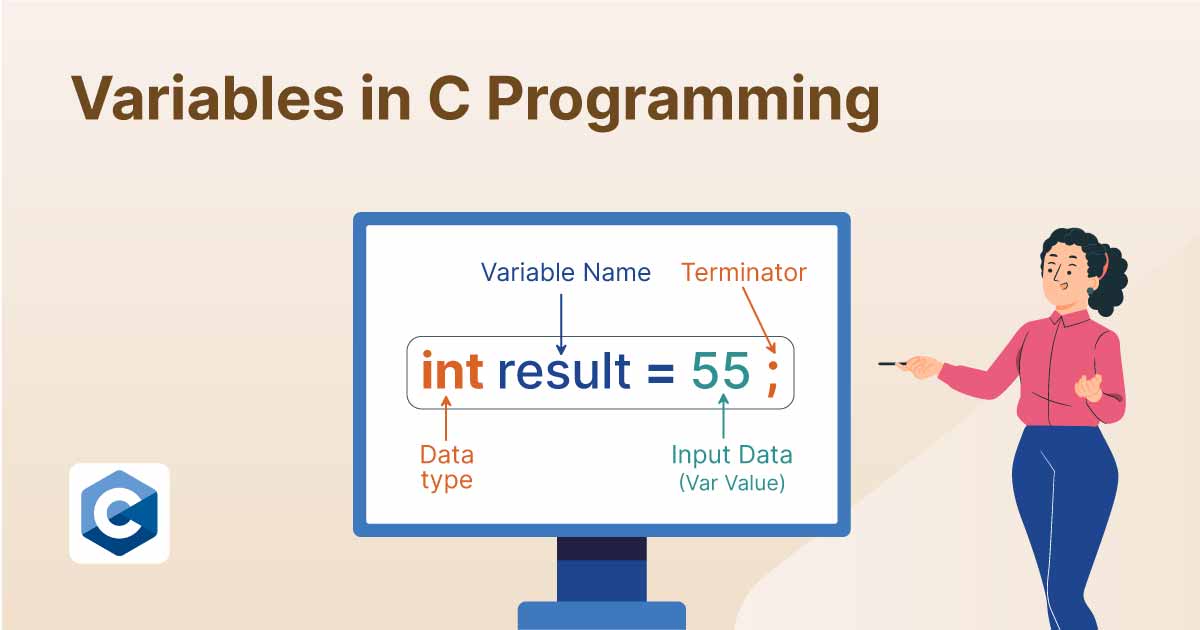 Variables in C Programming
Variable Name Terminator
int result = 55 ;
Data
type
Input Data
(Var Value)
C